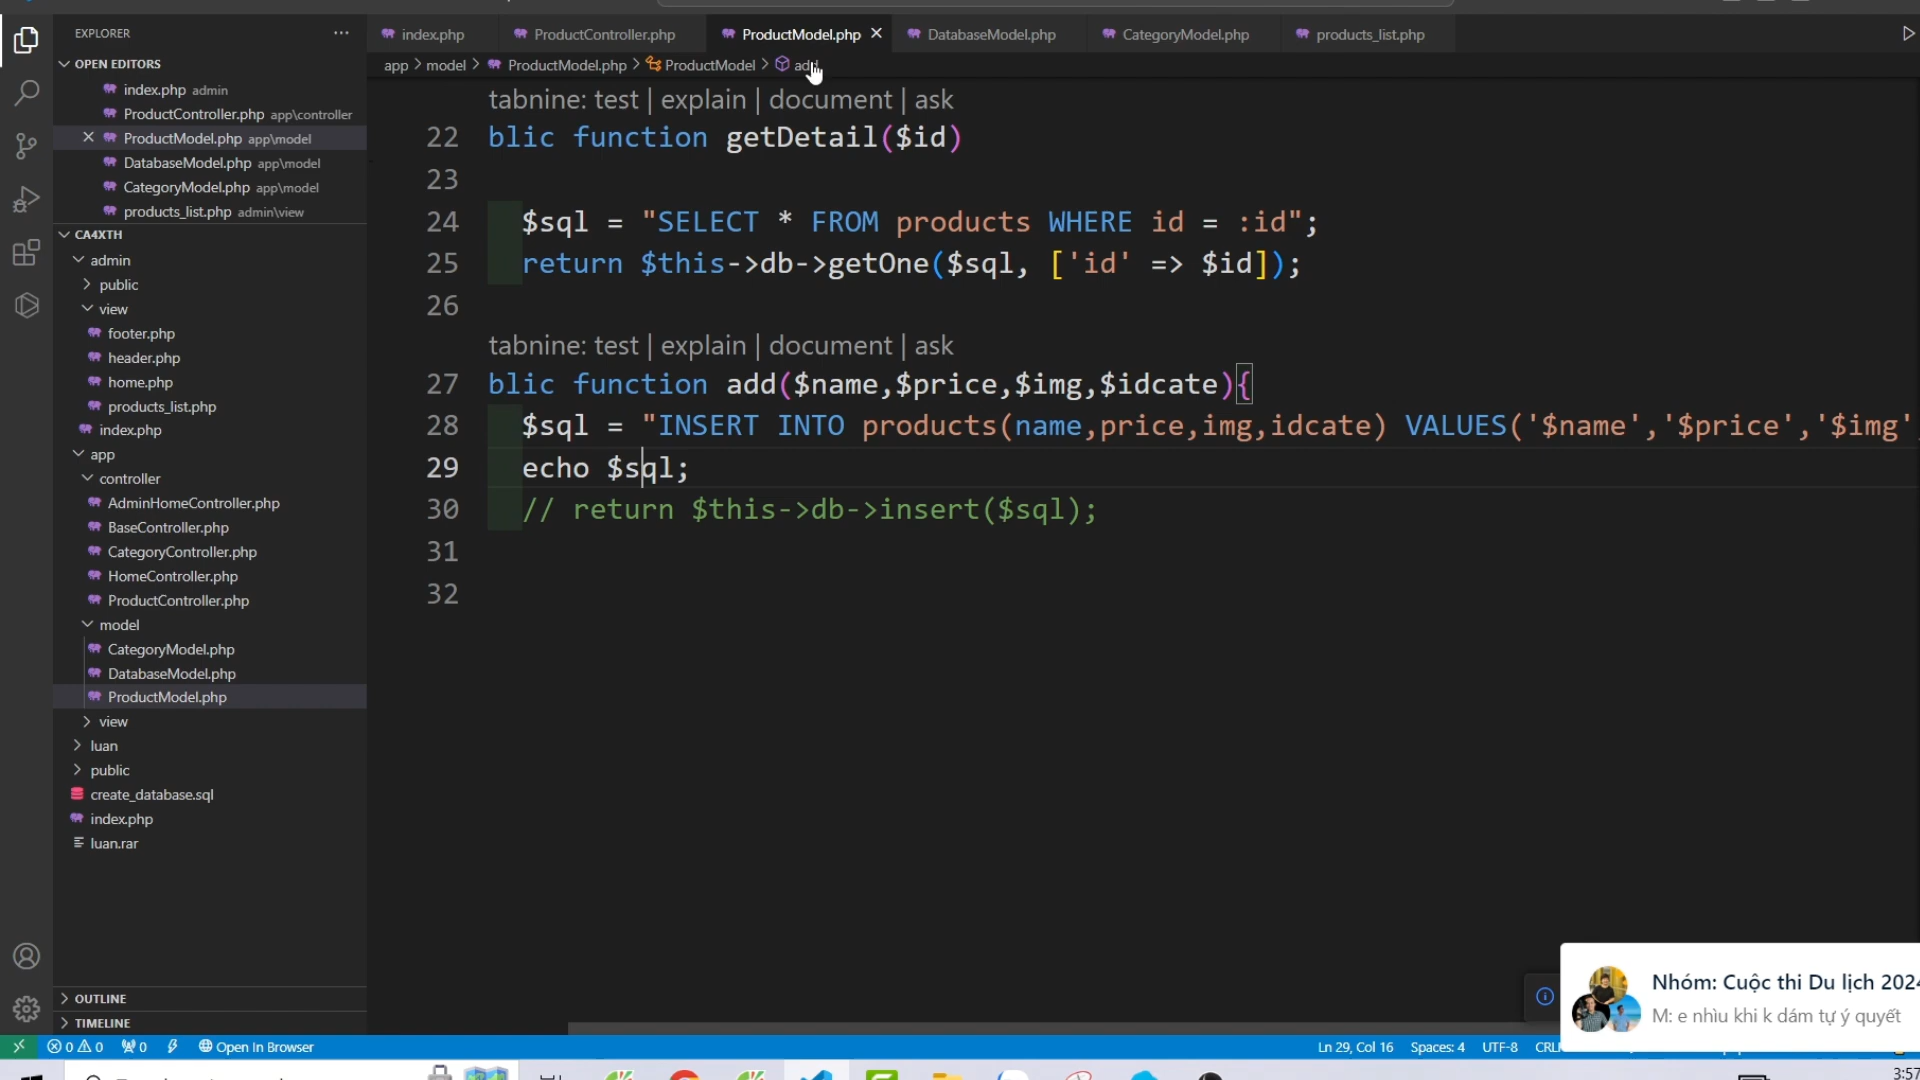 EXPLORER
OPEN EDITORS
index.php admin
ProductController.php app\controller
ProductModel.php app\model
DatabaseModel.php app\model
CategoryModel.php app\model
products_list.php admin\view
CA4XTH
admin
public
view
footer.php
header.php
home.php
products_list.php
index.php
app
controller
AdminHomeController.php
BaseController.php
CategoryController.php
HomeController.php
ProductController.php
model
CategoryModel.php
DatabaseModel.php
ProductModel.php
view
luan
public
create_database.sql
index.php
luan.rar
OUTLINE
TIMELINE
index.php ProductController.php ProductModel.php DatabaseModel.php CategoryModel.php products_list.php
app > model > ProductModel.php > ProductModel >
tabnine: test | explain | document | ask
22 blic function getDetail($id)
23
24 $sql = "SELECT * FROM products WHERE id = :id";
25 return $this->db->getOne($sql, ['id' => $id]);
26
tabnine: test | explain | document | ask
27 blic function add($name,$price,$img,$idcate){
28 $sql = "INSERT INTO products(name,price,img,idcate) VALUES('$name','$price','$img'
29 echo $sql;
30 // return $this->db->insert($sql);
31
32
Nhóm: Cuộc thi Du lịch 2024
M: e nhìu khi k dám tự ý quyết
0 0 0 Open In Browser Ln 29, Col 16 Spaces: 4 UTF-8
3:57